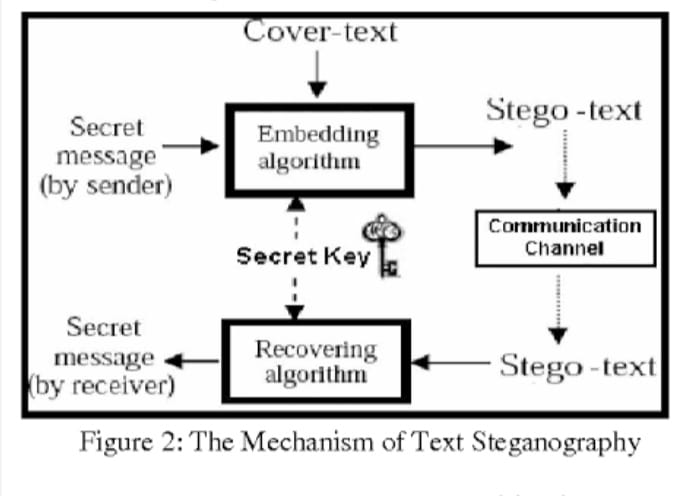 Cover-text
Secret
message
(by sender)
Embedding
algorithm
Stego -text
Communication
Channel
Secret Key
Secret
message
(by receiver)
Recovering
algorithm
Stego -text
Figure 2: The Mechanism of Text Steganography